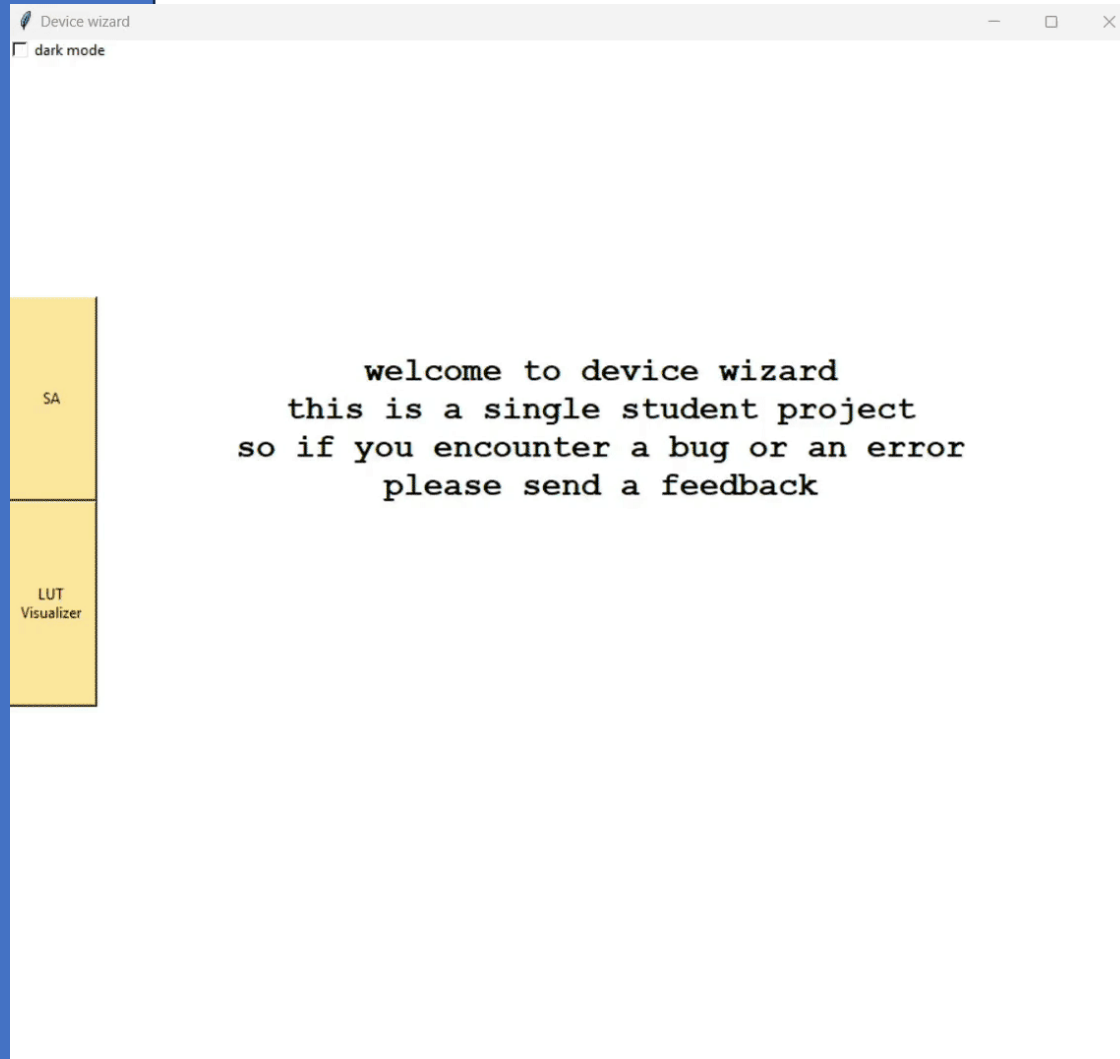 Device wizard
dark mode
welcome to device wizard
this is a single student project
so if you encounter a bug or an error
please send a feedback
SA
LUT
Visualizer